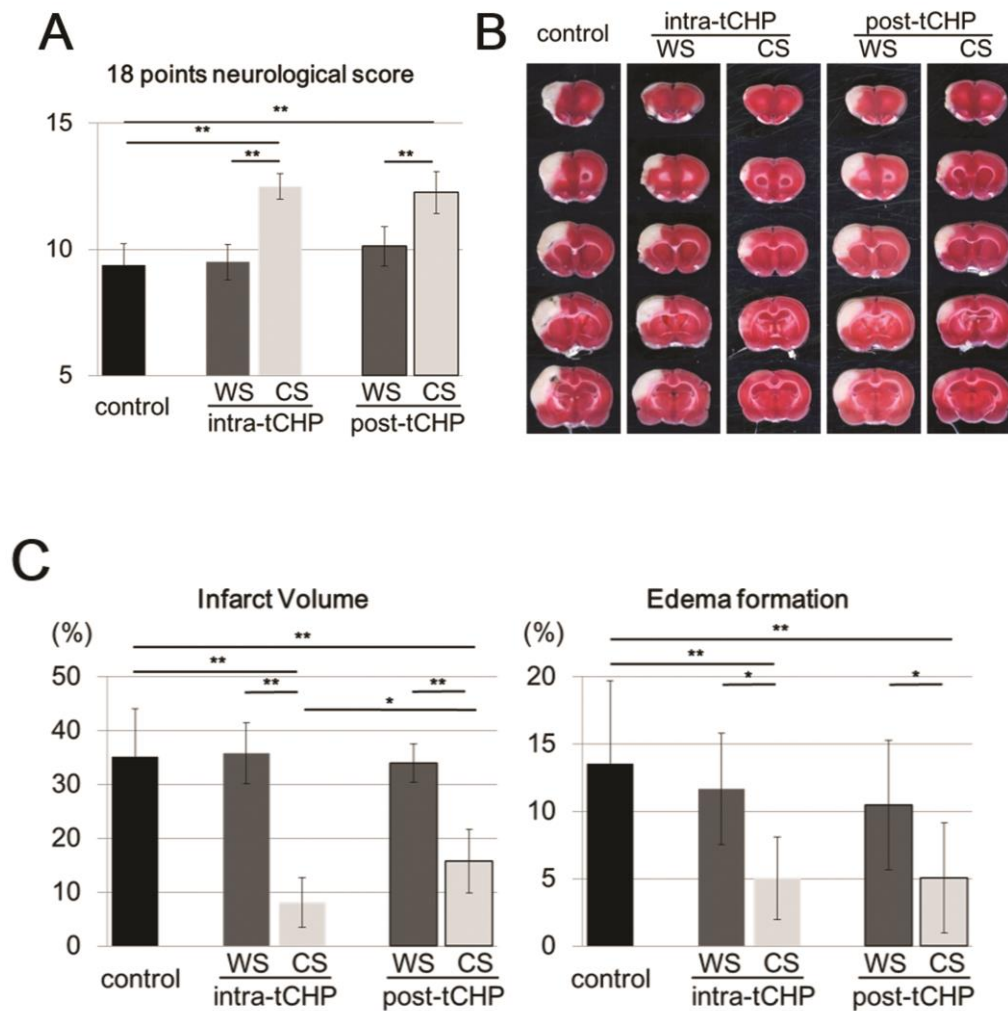 A
18 points neurological score
**
**
** **
15
10
5
control WS CS WS CS
intra-tCHP post-tCHP
B
control intra-tCHP post-tCHP
WS CS WS CS
C
Infarct Volume
(%)
**
**
** **
*
50
40
30
20
10
0
control WS CS WS CS
intra-tCHP post-tCHP
Edema formation
(%)
**
**
* *
20
15
10
5
0
control WS CS WS CS
intra-tCHP post-tCHP